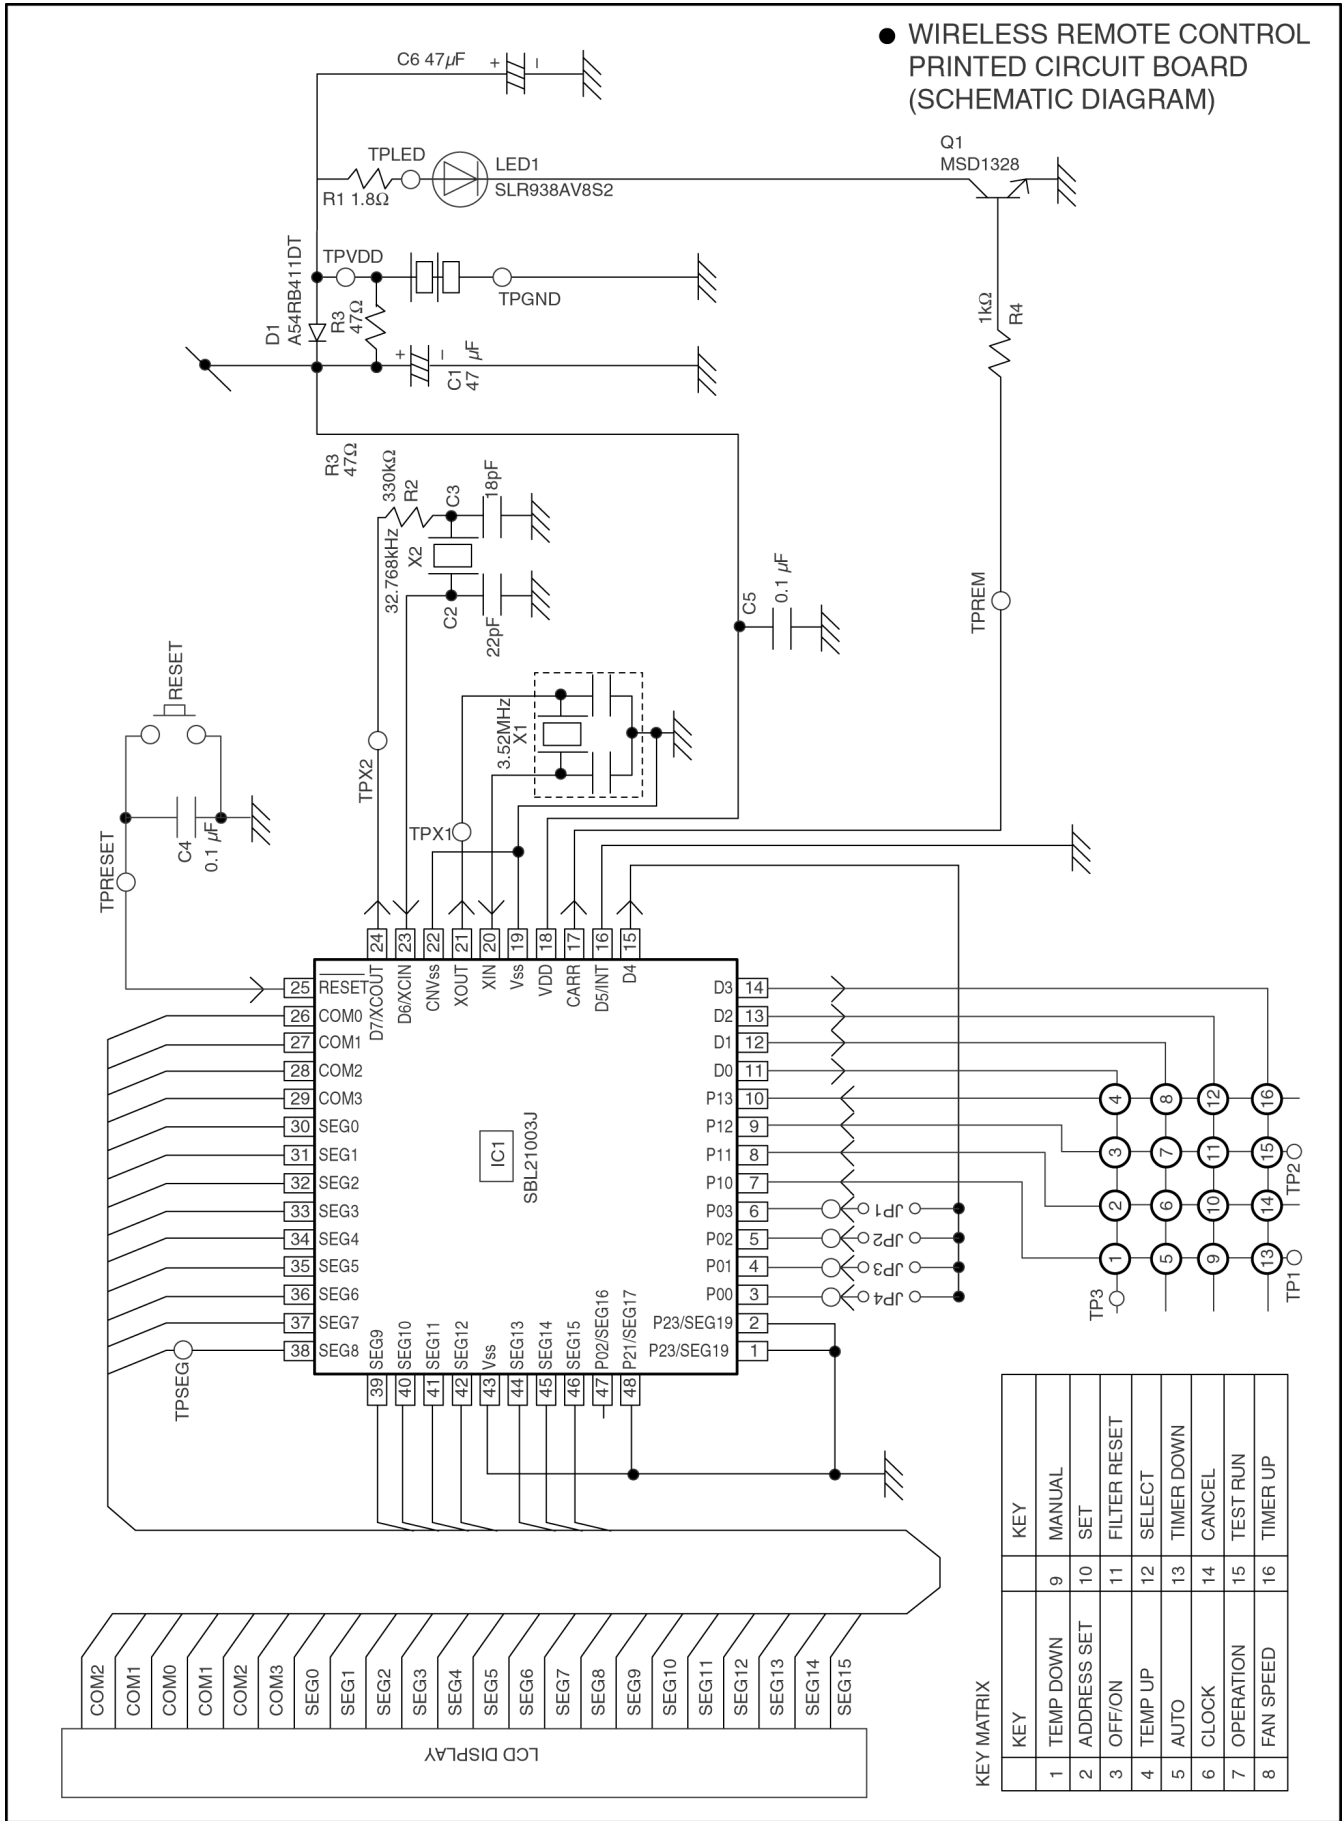 ● WIRELESS REMOTE CONTROL
PRINTED CIRCUIT BOARD
(SCHEMATIC DIAGRAM)
C6 47µF
+
−
TPLED
R1 1.8Ω
LED1
SLR938AV8S2
Q1
MSD1328
D1
A54RB411DT
TPVDD
R3
47Ω
TPGND
+
−
C1
47 µF
1kΩ
R4
R3
47Ω
330kΩ
R2
C3
18pF
32.768kHz
X2
C2
22pF
C5
0.1 µF
TPREM
RESET
TPX2
3.52MHz
X1
TPX1
C4
0.1 µF
TPRESET
24
23
22
21
20
19
18
17
16
15
D7/XCOUT
D6/XCIN
CNVss
XOUT
XIN
Vss
VDD
CARR
D5/INT
D4
25 RESET
26 COM0
27 COM1
28 COM2
29 COM3
30 SEG0
31 SEG1
32 SEG2
33 SEG3
34 SEG4
35 SEG5
36 SEG6
37 SEG7
38 SEG8
TPSEG
IC1
SBL21003J
D3 14
D2 13
D1 12
D0 11
P13 10
P12 9
P11 8
P10 7
P03 6
JP1
P02 5
JP2
P01 4
JP3
P00 3
JP4
P23/SEG19 2
P23/SEG19 1
SEG9
SEG10
SEG11
SEG12
Vss
SEG13
SEG14
SEG15
P02/SEG16
P21/SEG17
39
40
41
42
43
44
45
46
47
48
4 8 12 16
3 7 11 15
TP2
2 6 10 14
1 5 9 13
TP1
TP3
COM2
COM1
COM0
COM1
COM2
COM3
SEG0
SEG1
SEG2
SEG3
SEG4
SEG5
SEG6
SEG7
SEG8
SEG9
SEG10
SEG11
SEG12
SEG13
SEG14
SEG15
LCD DISPLAY
KEY MATRIX
KEY KEY
1 TEMP DOWN 9 MANUAL
2 ADDRESS SET 10 SET
3 OFF/ON 11 FILTER RESET
4 TEMP UP 12 SELECT
5 AUTO 13 TIMER DOWN
6 CLOCK 14 CANCEL
7 OPERATION 15 TEST RUN
8 FAN SPEED 16 TIMER UP